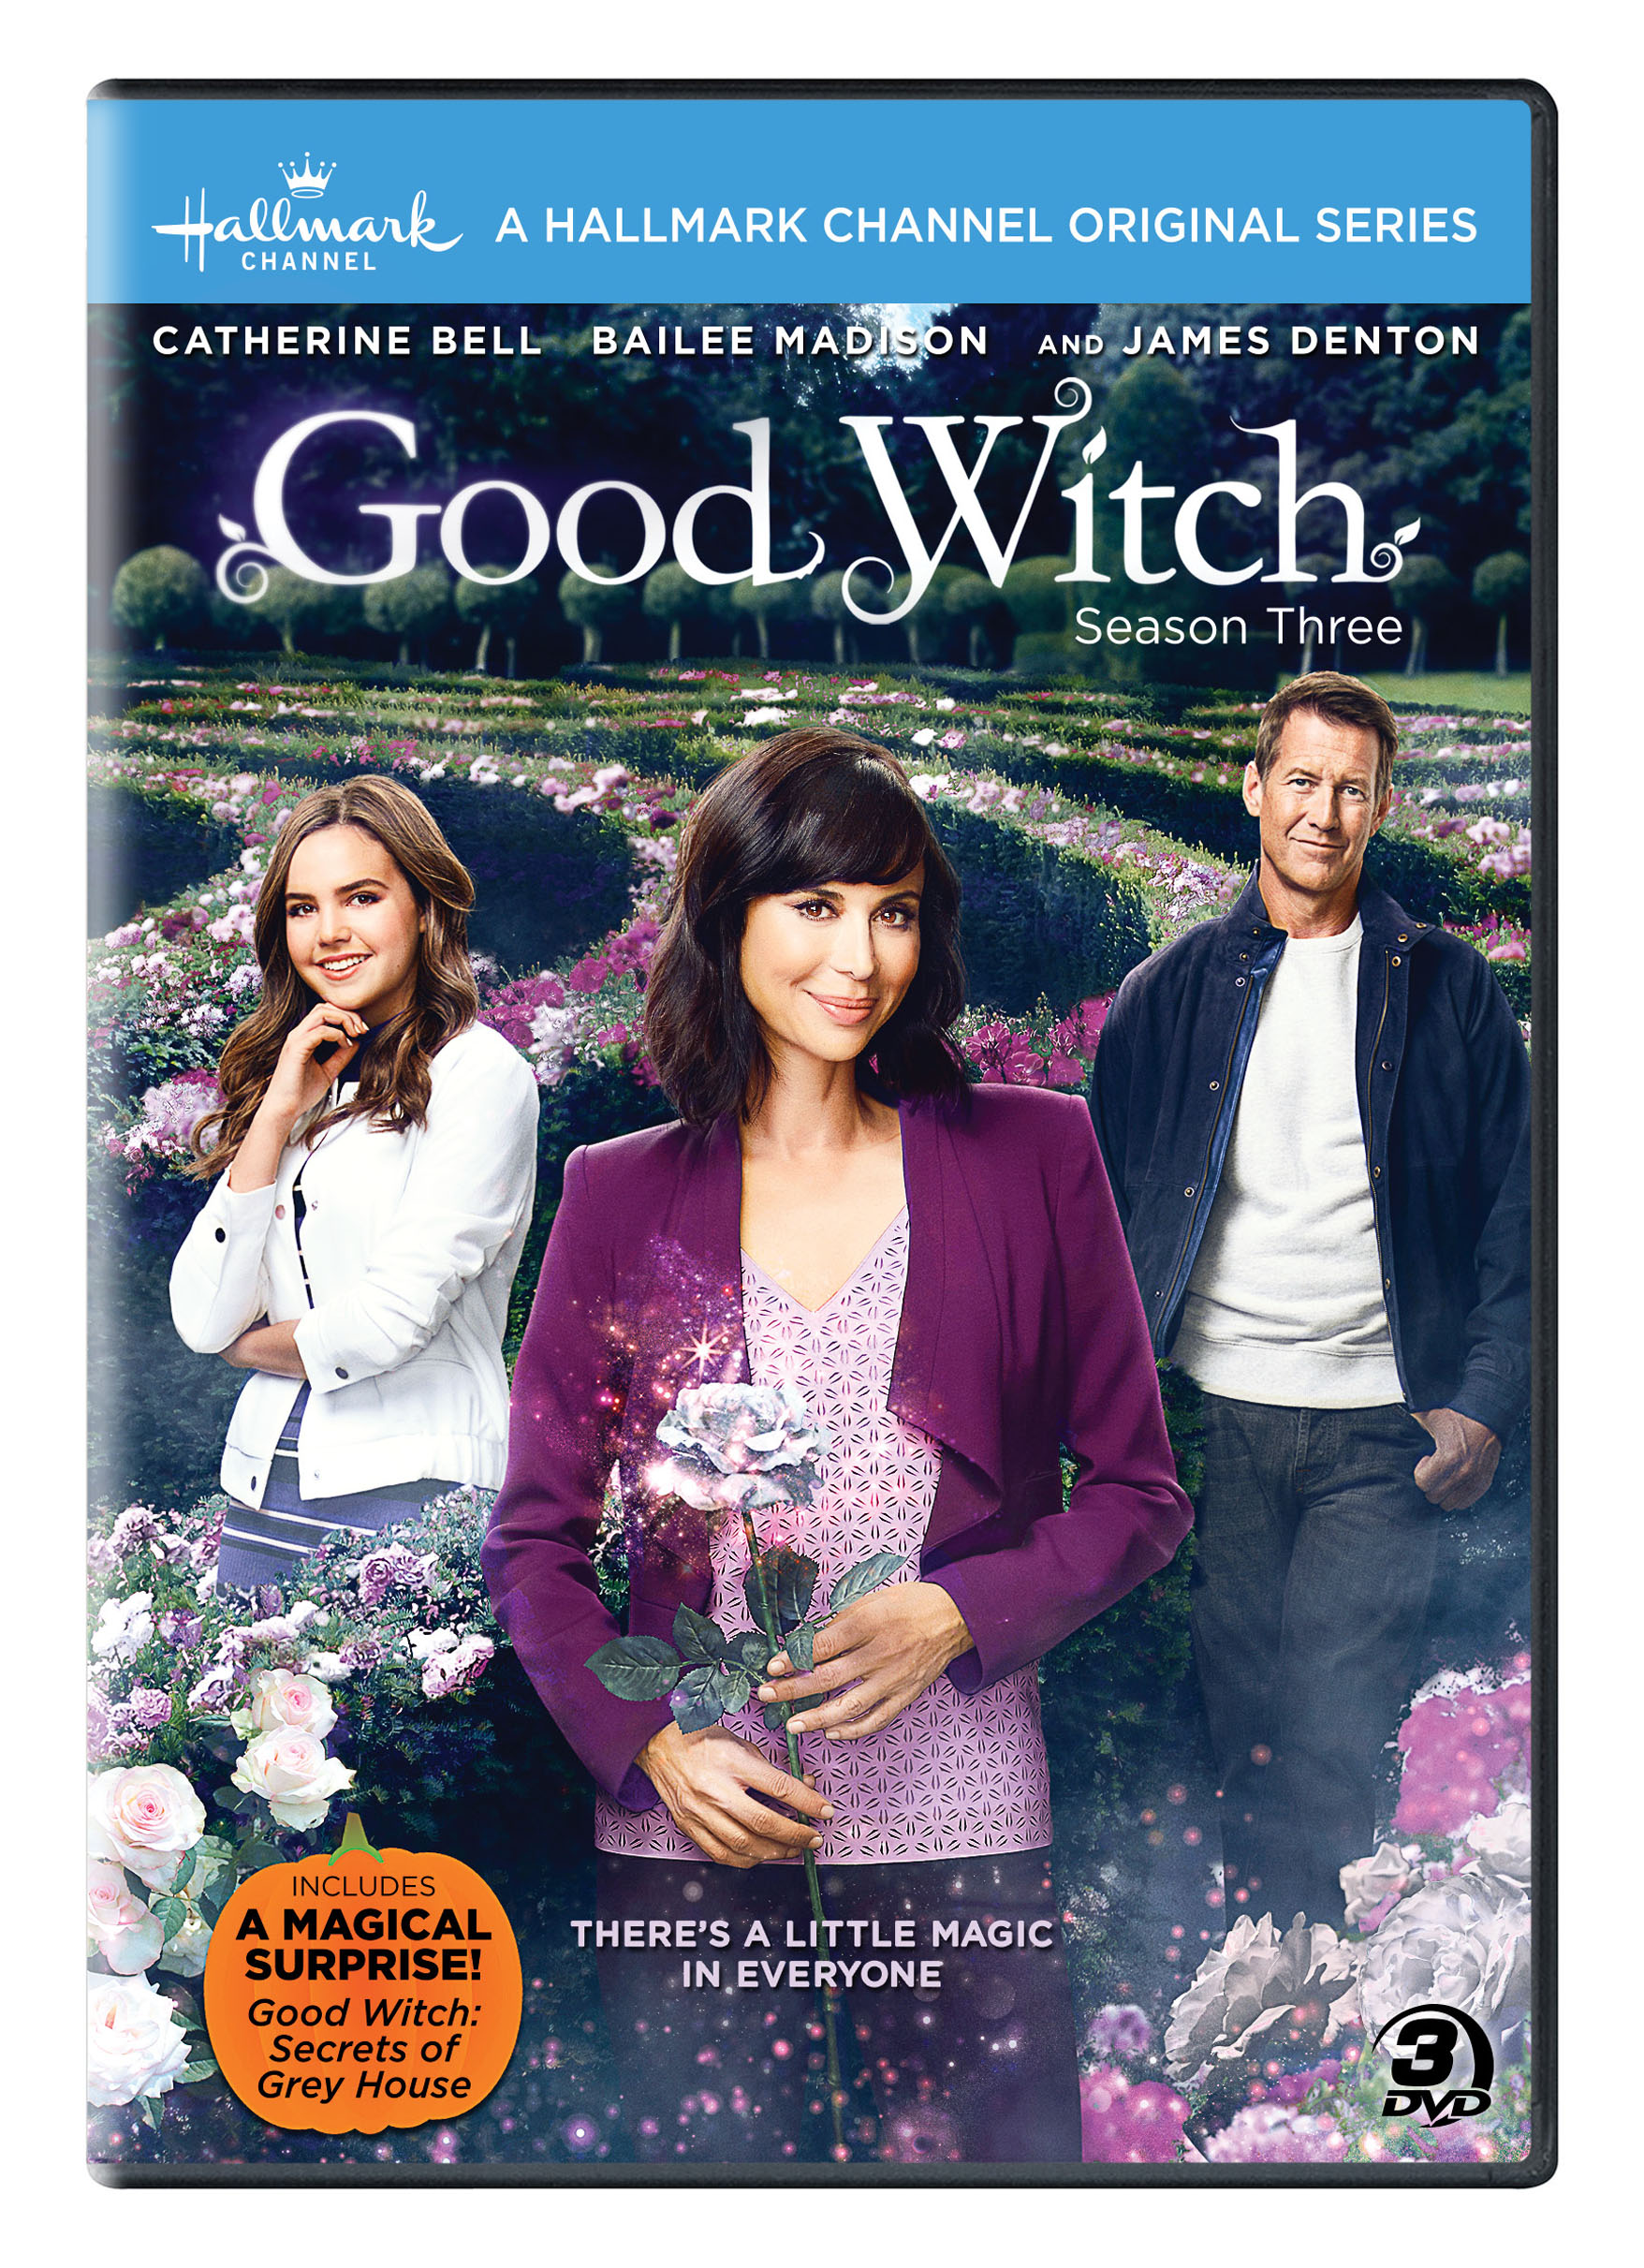 Hallmark
CHANNEL
A HALLMARK CHANNEL ORIGINAL SERIES
CATHERINE BELL BAILEE MADISON AND JAMES DENTON
Good Witch
Season Three
INCLUDES
A MAGICAL
SURPRISE!
Good Witch:
Secrets of
Grey House
THERE'S A LITTLE MAGIC
IN EVERYONE
3
DVD